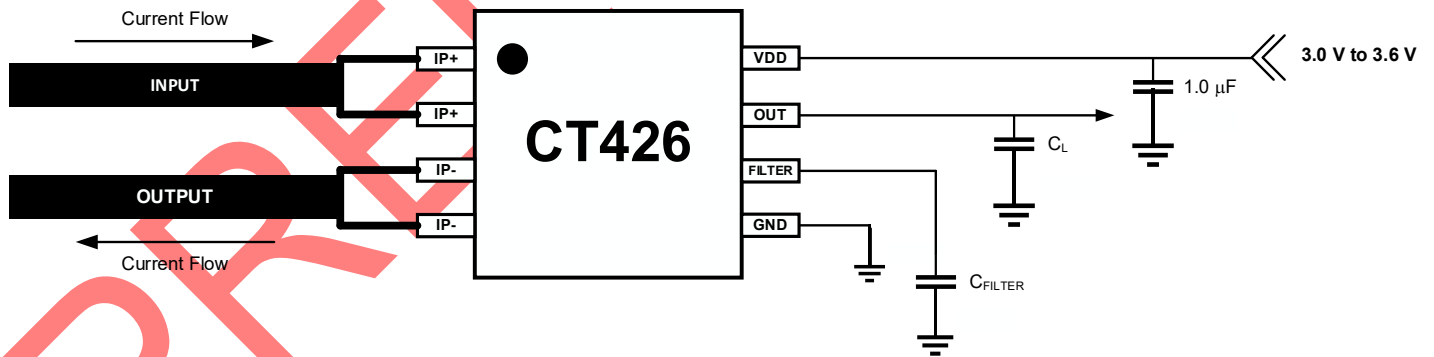 Current Flow
INPUT
OUTPUT
Current Flow
IP+
IP+
IP-
IP-
CT426
VDD
OUT
FILTER
GND
3.0 V to 3.6 V
1.0 μF
CL
CFILTER